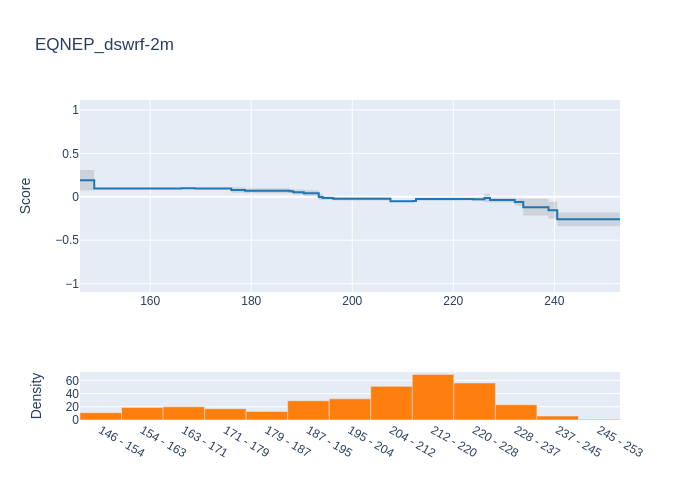 EQNEP_dswrf-2m
Score
1
0.5
0
−0.5
−1
160 180 200 220 240
Density
60
40
20
0
146 - 154
154 - 163
163 - 171
171 - 179
179 - 187
187 - 195
195 - 204
204 - 212
212 - 220
220 - 228
228 - 237
237 - 245
245 - 253